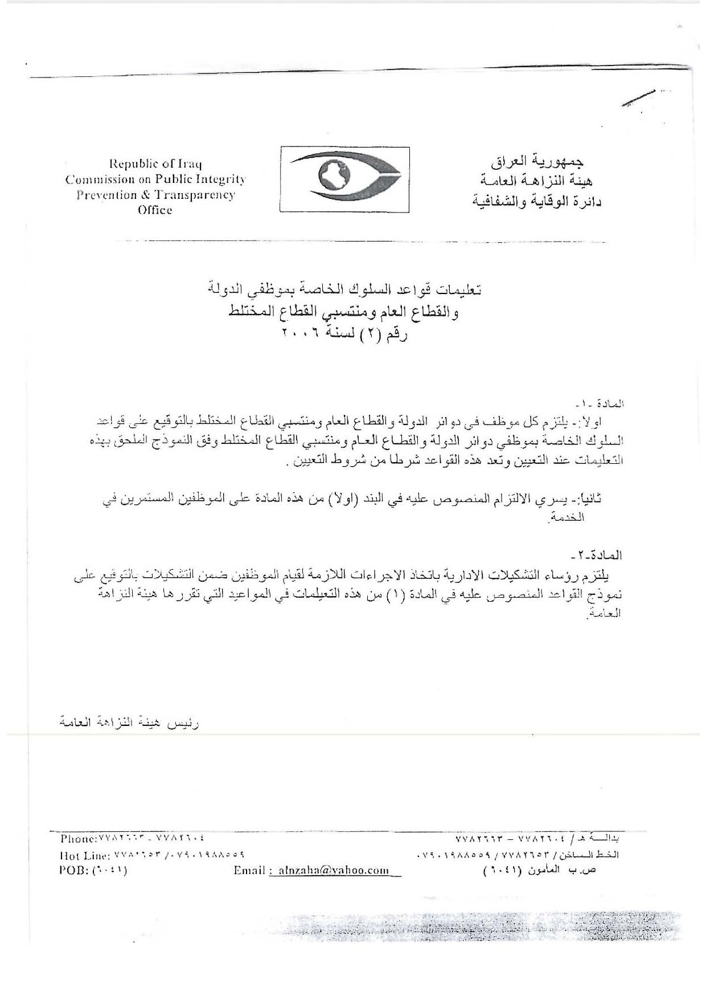 Republic of Iraq
Commission on Public Integrity
Prevention & Transparency
Office
جمهورية العراق
هيئة النزاهة العامة
دائرة الوقاية والشفافية
تعليمات قواعد السلوك الخاصة بموظفي الدولة
والقطاع العام ومنتسبي القطاع المختلط
رقم (٢) لسنة ٢٠٠٦
المادة -١-
اولا:- يلتزم كل موظف في دوائر الدولة والقطاع العام ومنتسبي القطاع المختلط بالتوقيع على قواعد
السلوك الخاصة بموظفي دوائر الدولة والقطاع العام ومنتسبي القطاع المختلط وفق النموذج الملحق بهذه
التعليمات عند التعيين وتعد هذه القواعد شرطا من شروط التعيين .
ثانيا:- يسري الالتزام المنصوص عليه في البند (اولا) من هذه المادة على الموظفين المستمرين في
الخدمة.
المادة-٢-
يلتزم رؤساء التشكيلات الادارية باتخاذ الاجراءات اللازمة لقيام الموظفين ضمن التشكيلات بالتوقيع على
نموذج القواعد المنصوص عليه في المادة (١) من هذه التعيلمات في المواعيد التي تقررها هيئة النزاهة
العامة.
رئيس هيئة النزاهة العامة
Phone:٧٧٨٢٦٦٣ - ٧٧٨٢٦٠٤
بدالـــة هـ/ ٧٧٨٢٦٠٤ – ٧٧٨٢٦٦٣
Hot Line: ٧٧٨٢٦٥٣ /٠٧٩٠١٩٨٨٥٥٩
الخط الساخن/ ٧٧٨٢٦٥٣ / ٠٧٩٠١٩٨٨٥٥٩
POB: (٦٠٤١)
Email : alnzaha@yahoo.com
ص.ب المأمون (٦٠٤١)